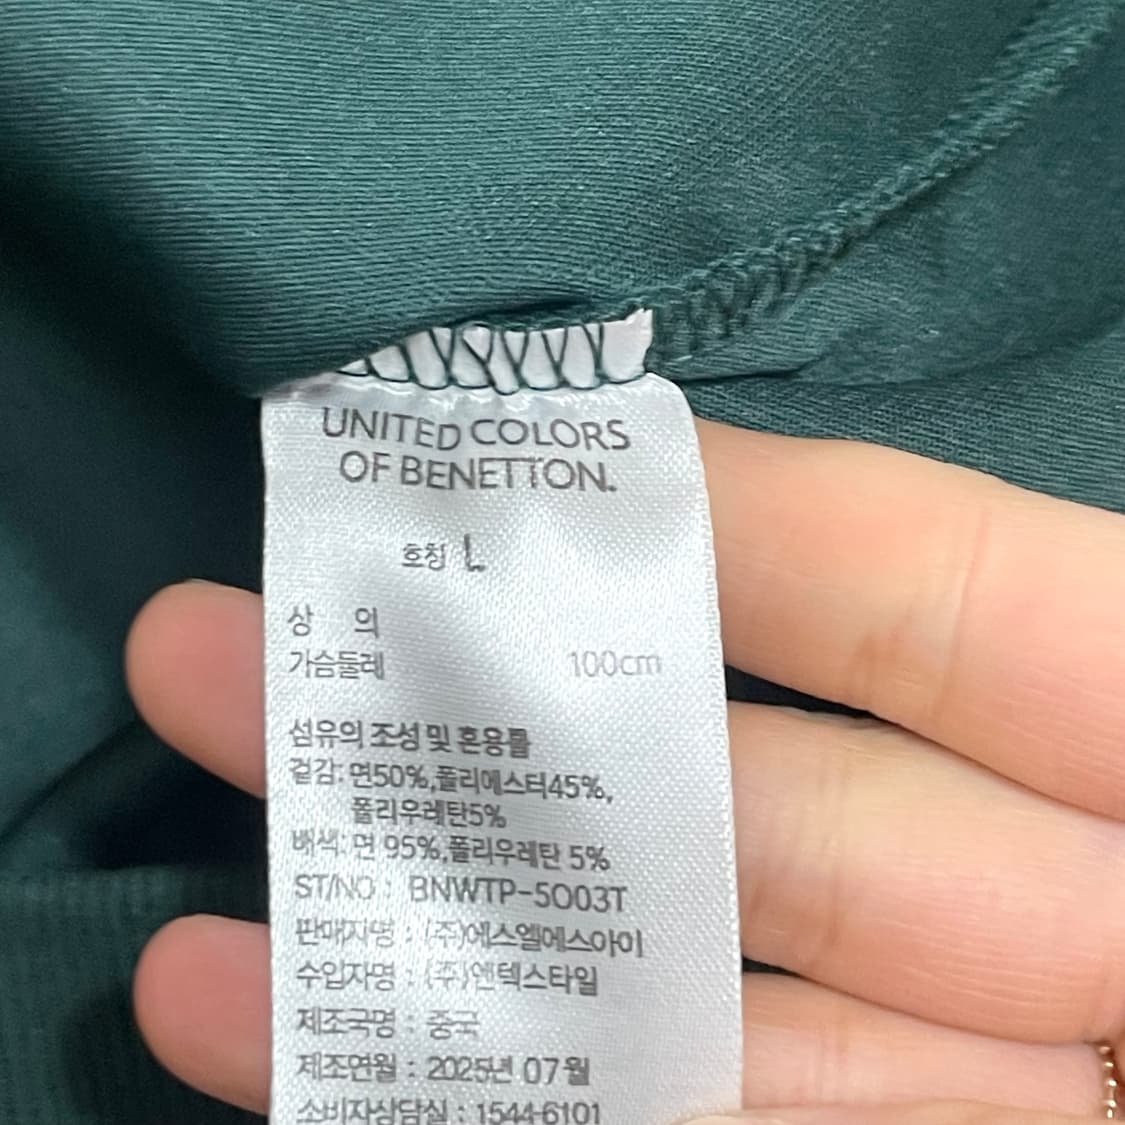 UNITED COLORS
OF BENETTON.
호칭 L
상 의
가슴둘레 100cm
섬유의 조성 및 혼용률
겉감: 면50%,폴리에스터45%,
폴리우레탄5%
배색: 면 95%,폴리우레탄 5%
ST/NO : BNWTP-5003T
판매자명 : (주)에스엘에스아이
수입자명 : (주)앤텍스타일
제조국명 : 중국
제조연월 : 2025년 07월
소비자상담실 : 1544-6101